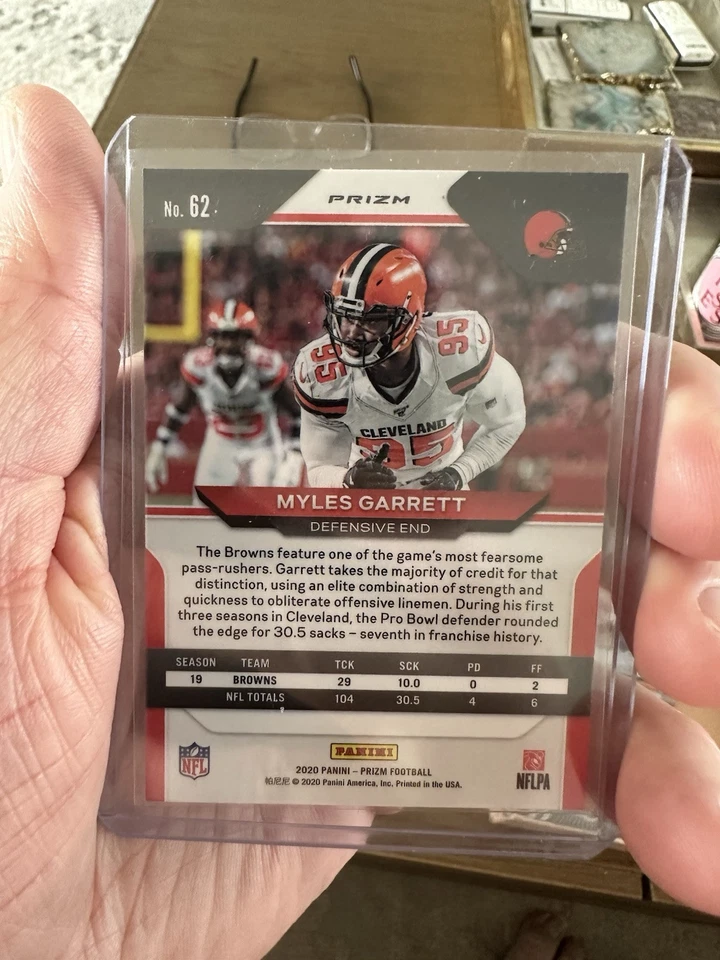 No. 62
PRIZM
95
95
CLEVELAND
95
MYLES GARRETT
DEFENSIVE END
The Browns feature one of the game's most fearsome
pass-rushers. Garrett takes the majority of credit for that
distinction, using an elite combination of strength and
quickness to obliterate offensive linemen. During his first
three seasons in Cleveland, the Pro Bowl defender rounded
the edge for 30.5 sacks – seventh in franchise history.
SEASON TEAM TCK SCK PD FF
19 BROWNS 29 10.0 0 2
NFL TOTALS 104 30.5 4 6
NFL
PANINI
2020 PANINI – PRIZM FOOTBALL
帕尼尼 © 2020 Panini America, Inc. Printed in the USA.
NFLPA